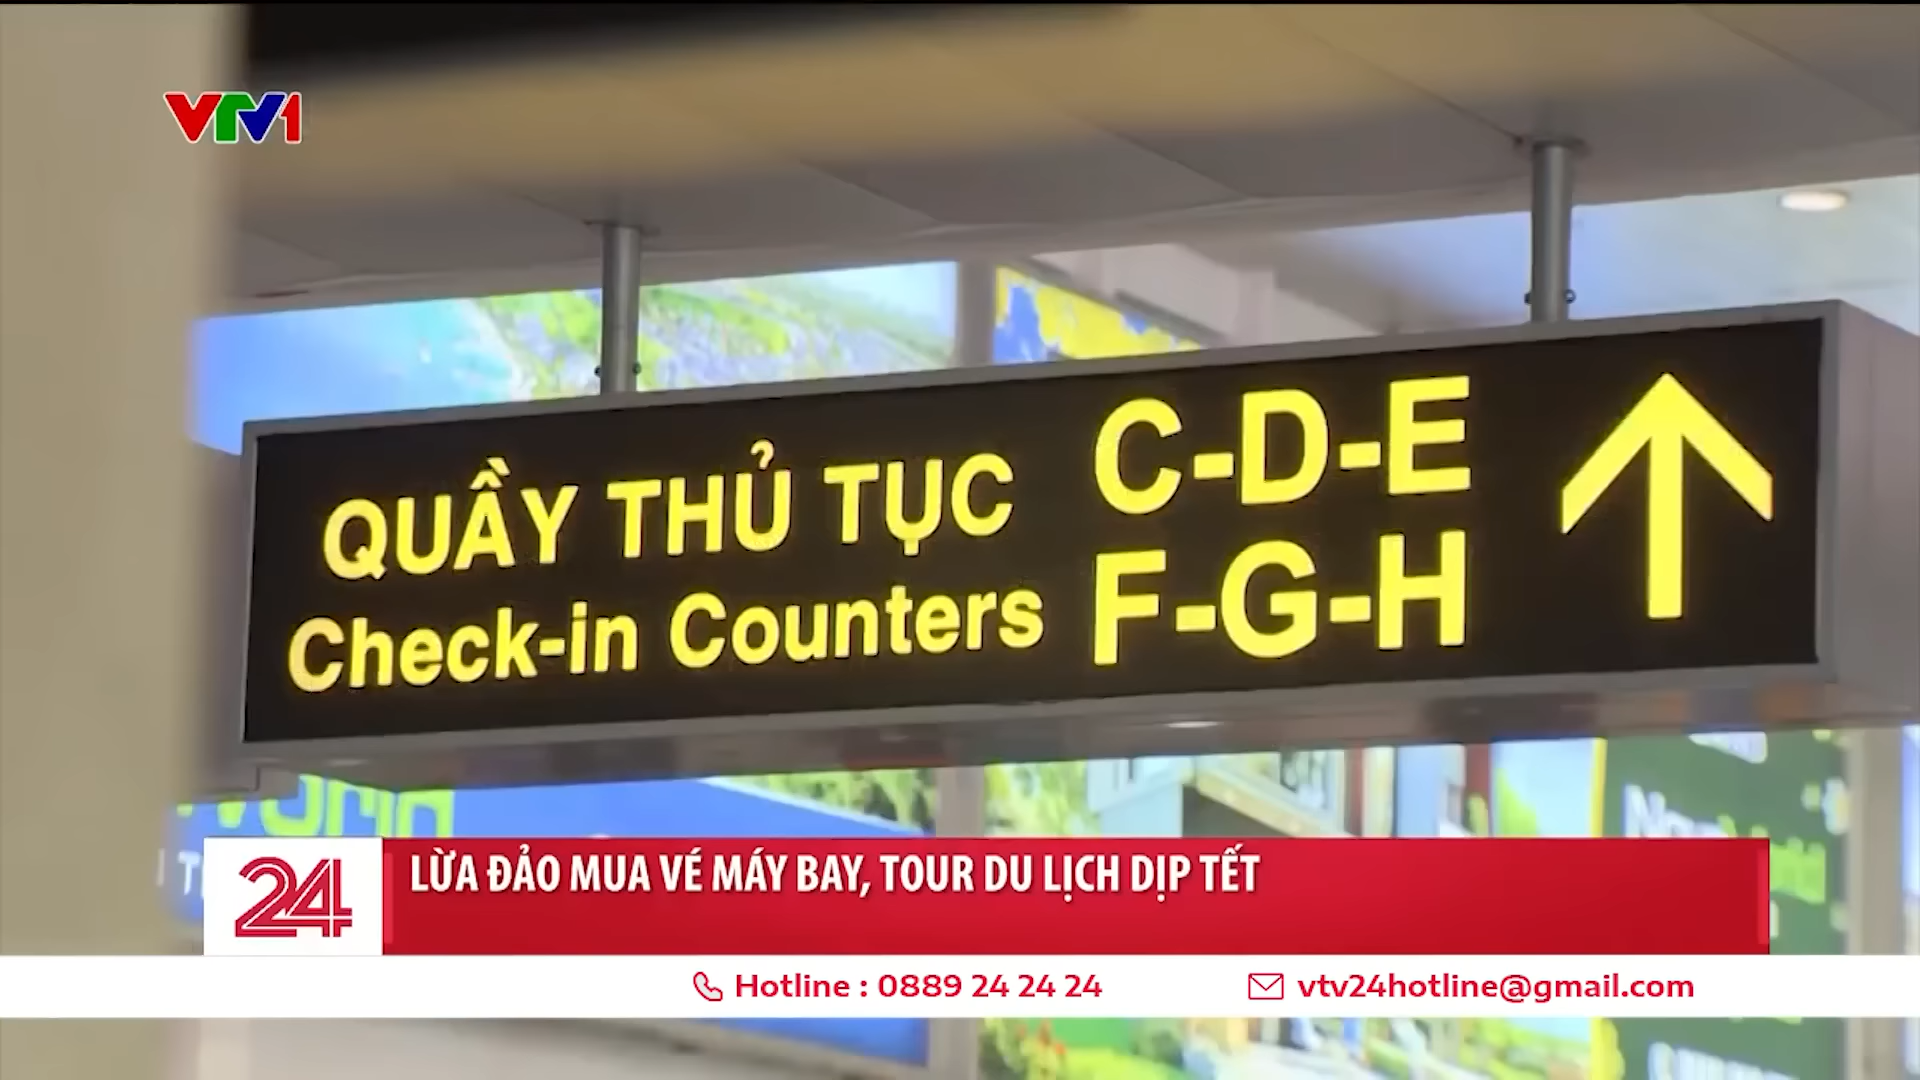 VTV1
QUẦY THỦ TỤC
Check-in Counters
C-D-E
F-G-H
24
LỪA ĐẢO MUA VÉ MÁY BAY, TOUR DU LỊCH DỊP TẾT
Hotline : 0889 24 24 24
vtv24hotline@gmail.com